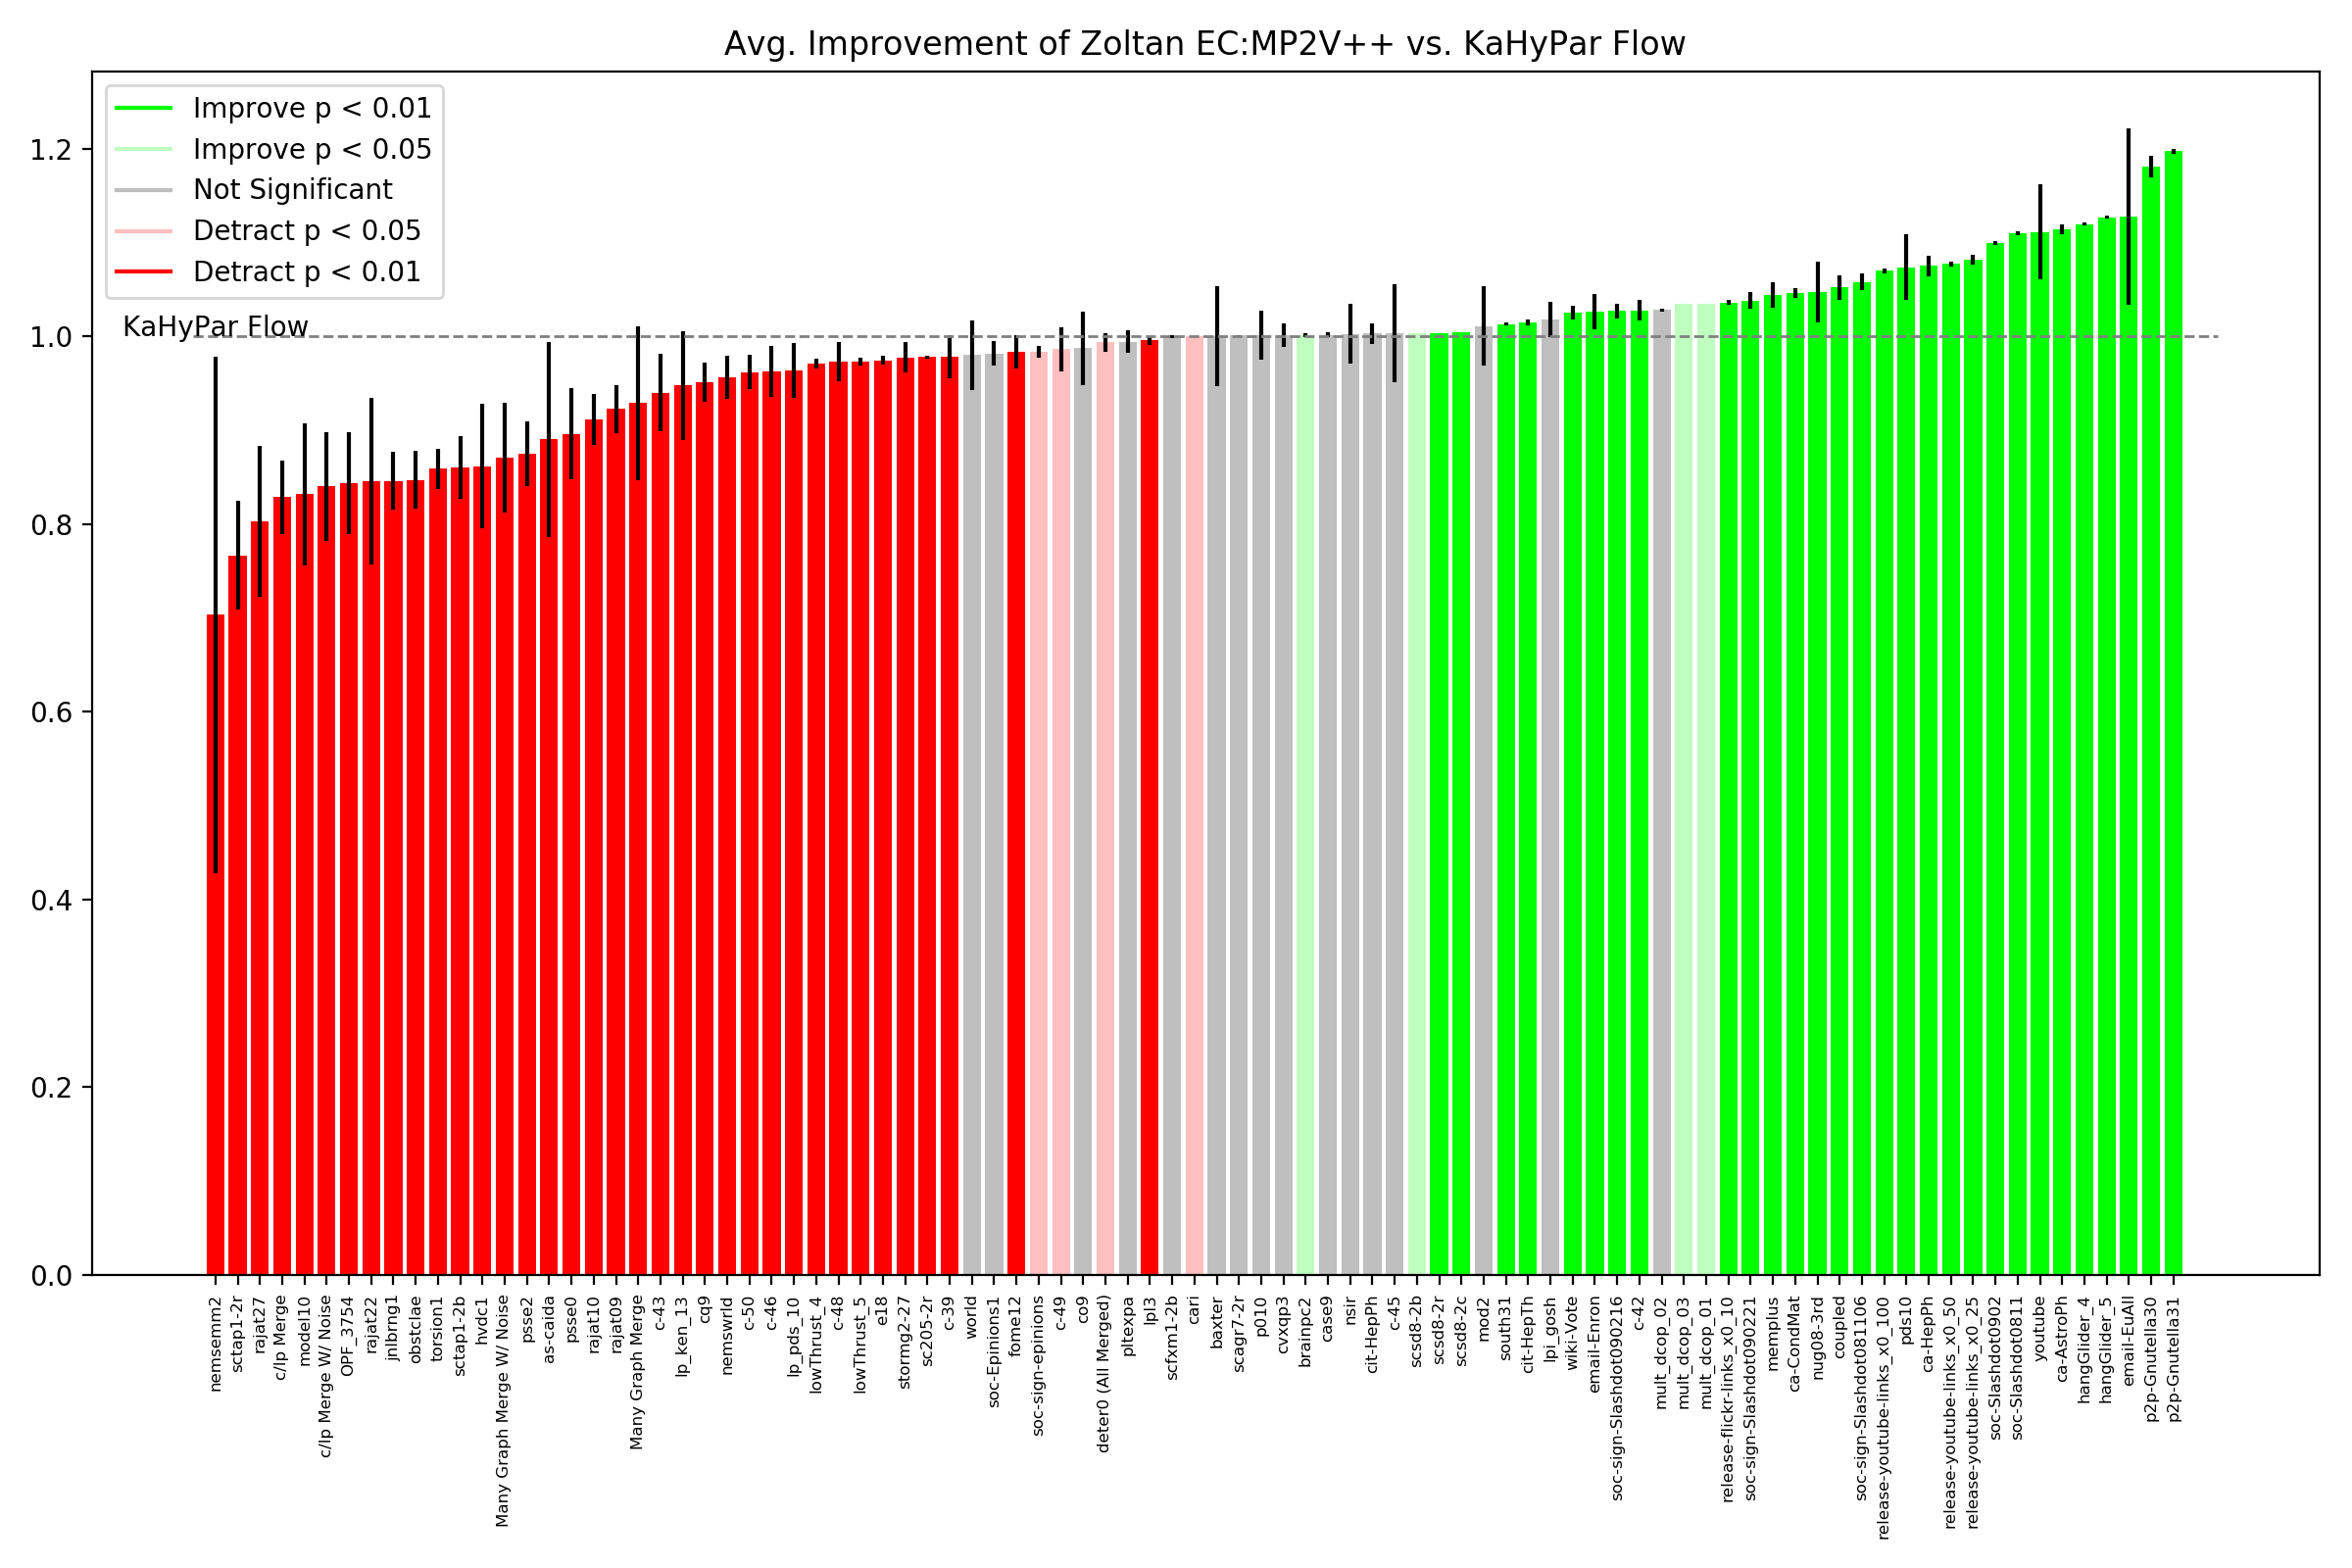 Avg. Improvement of Zoltan EC:MP2V++ vs. KaHyPar Flow
Improve p < 0.01
Improve p < 0.05
Not Significant
Detract p < 0.05
Detract p < 0.01
KaHyPar Flow
1.2
1.0
0.8
0.6
0.4
0.2
0.0
nemsemm2
sctap1-2r
rajat27
c/lp Merge
model10
c/lp Merge W/ Noise
OPF_3754
rajat22
jnlbrng1
obstclae
torsion1
sctap1-2b
hvdc1
Many Graph Merge W/ Noise
psse2
as-caida
psse0
rajat10
rajat09
Many Graph Merge
c-43
lp_ken_13
cq9
nemswrld
c-50
c-46
lp_pds_10
lowThrust_4
c-48
lowThrust_5
e18
stormg2-27
sc205-2r
c-39
world
soc-Epinions1
fome12
soc-sign-epinions
c-49
co9
deter0 (All Merged)
pltexpa
lpl3
scfxm1-2b
cari
baxter
scagr7-2r
p010
cvxqp3
brainpc2
case9
nsir
cit-HepPh
c-45
scsd8-2b
scsd8-2r
scsd8-2c
mod2
south31
cit-HepTh
lpi_gosh
wiki-Vote
email-Enron
soc-sign-Slashdot090216
c-42
mult_dcop_02
mult_dcop_03
mult_dcop_01
release-flickr-links_x0_10
soc-sign-Slashdot090221
memplus
ca-CondMat
nug08-3rd
coupled
soc-sign-Slashdot081106
release-youtube-links_x0_100
pds10
ca-HepPh
release-youtube-links_x0_50
release-youtube-links_x0_25
soc-Slashdot0902
soc-Slashdot0811
youtube
ca-AstroPh
hangGlider_4
hangGlider_5
email-EuAll
p2p-Gnutella30
p2p-Gnutella31